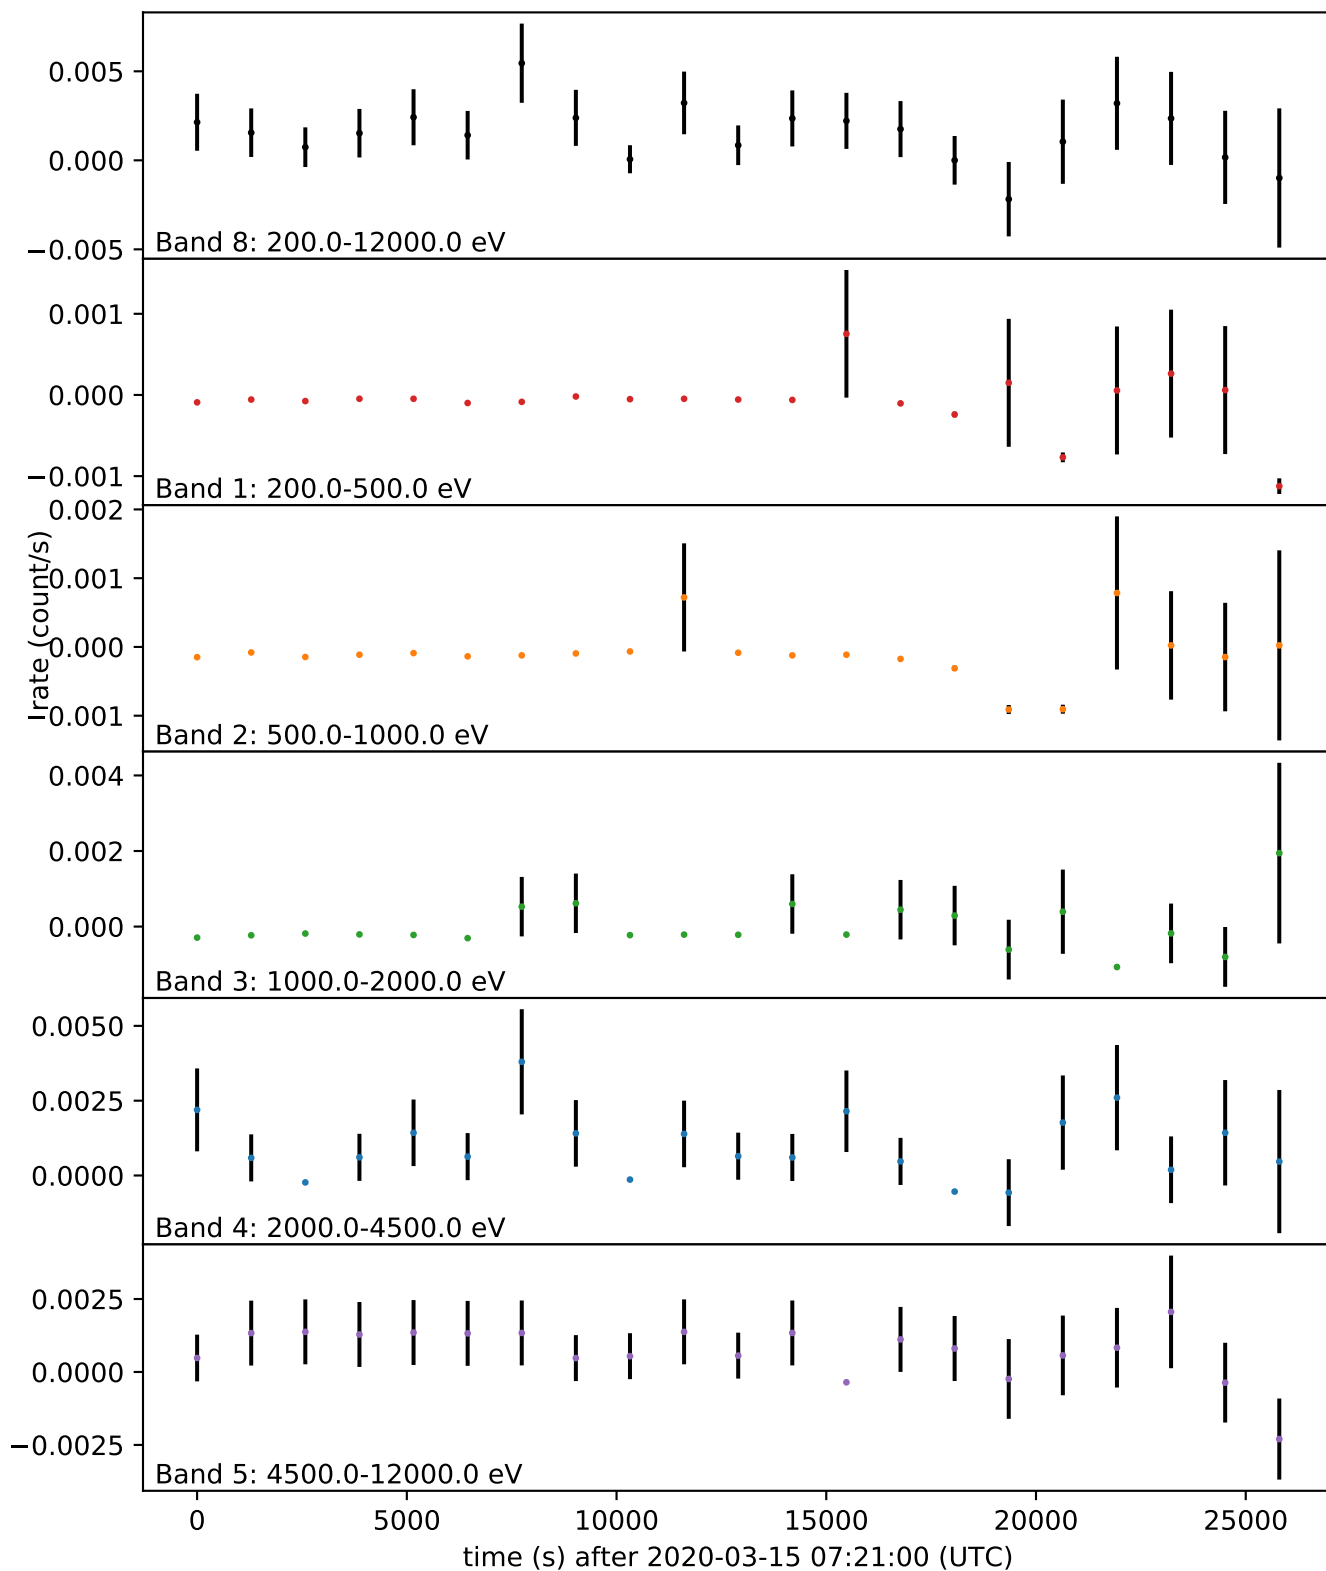 0.005
0.000
−0.005
Band 8: 200.0-12000.0 eV
0.001
0.000
−0.001
Band 1: 200.0-500.0 eV
rate (count/s)
0.002
0.001
0.000
−0.001
Band 2: 500.0-1000.0 eV
0.004
0.002
0.000
Band 3: 1000.0-2000.0 eV
0.0050
0.0025
0.0000
Band 4: 2000.0-4500.0 eV
0.0025
0.0000
−0.0025
Band 5: 4500.0-12000.0 eV
0 5000 10000 15000 20000 25000
time (s) after 2020-03-15 07:21:00 (UTC)